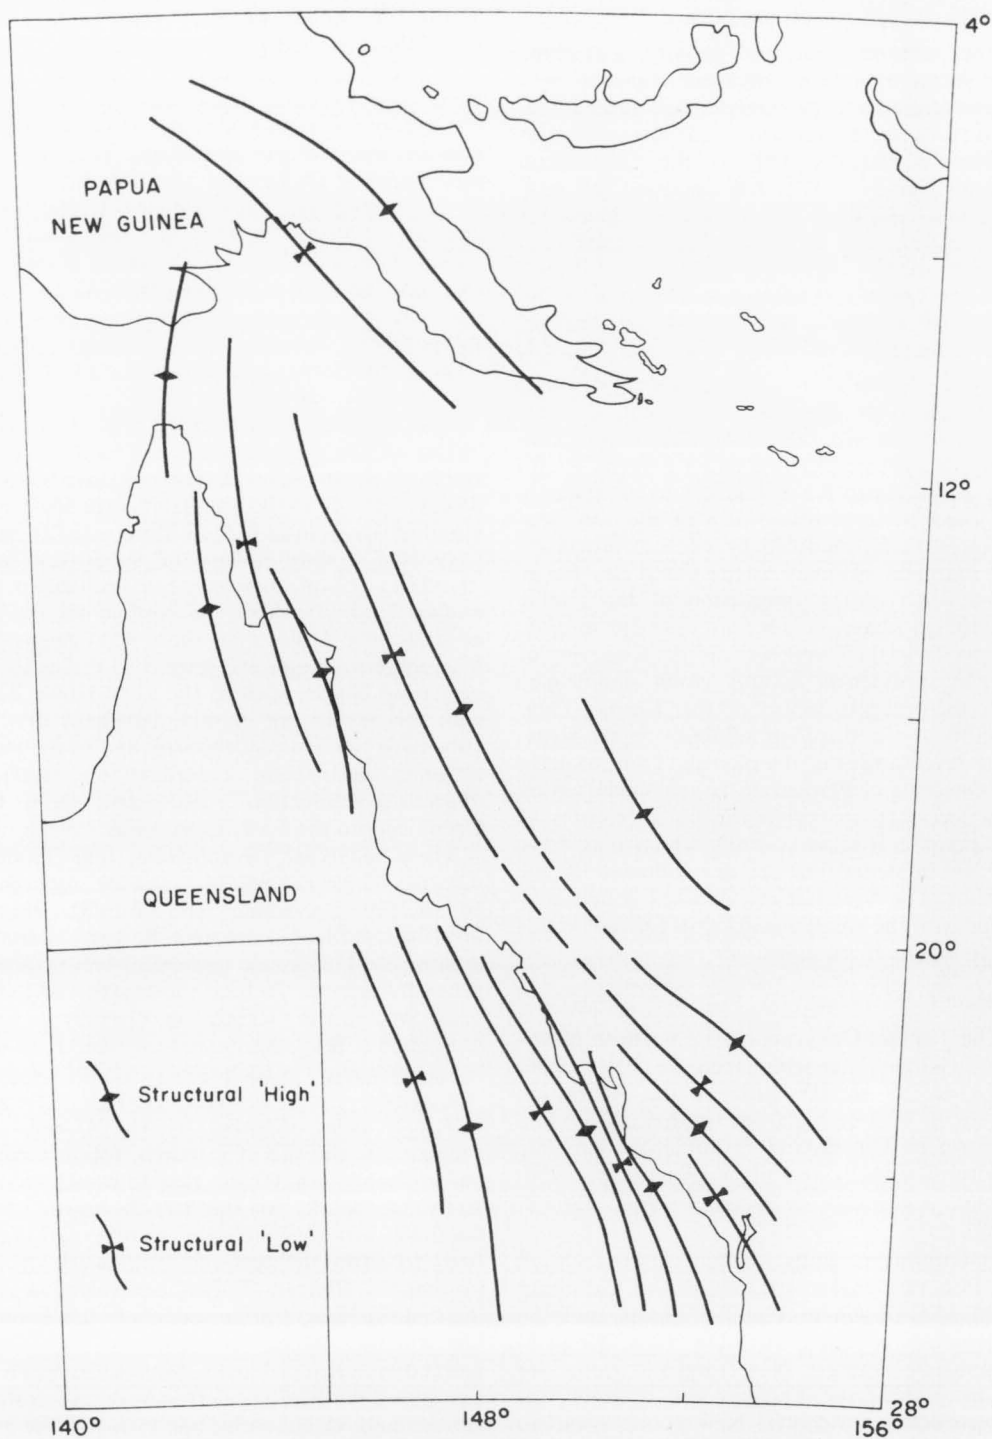 4°
PAPUA
NEW GUINEA
12°
QUEENSLAND
20°
Structural 'High'
Structural 'Low'
28°
140°
148°
156°